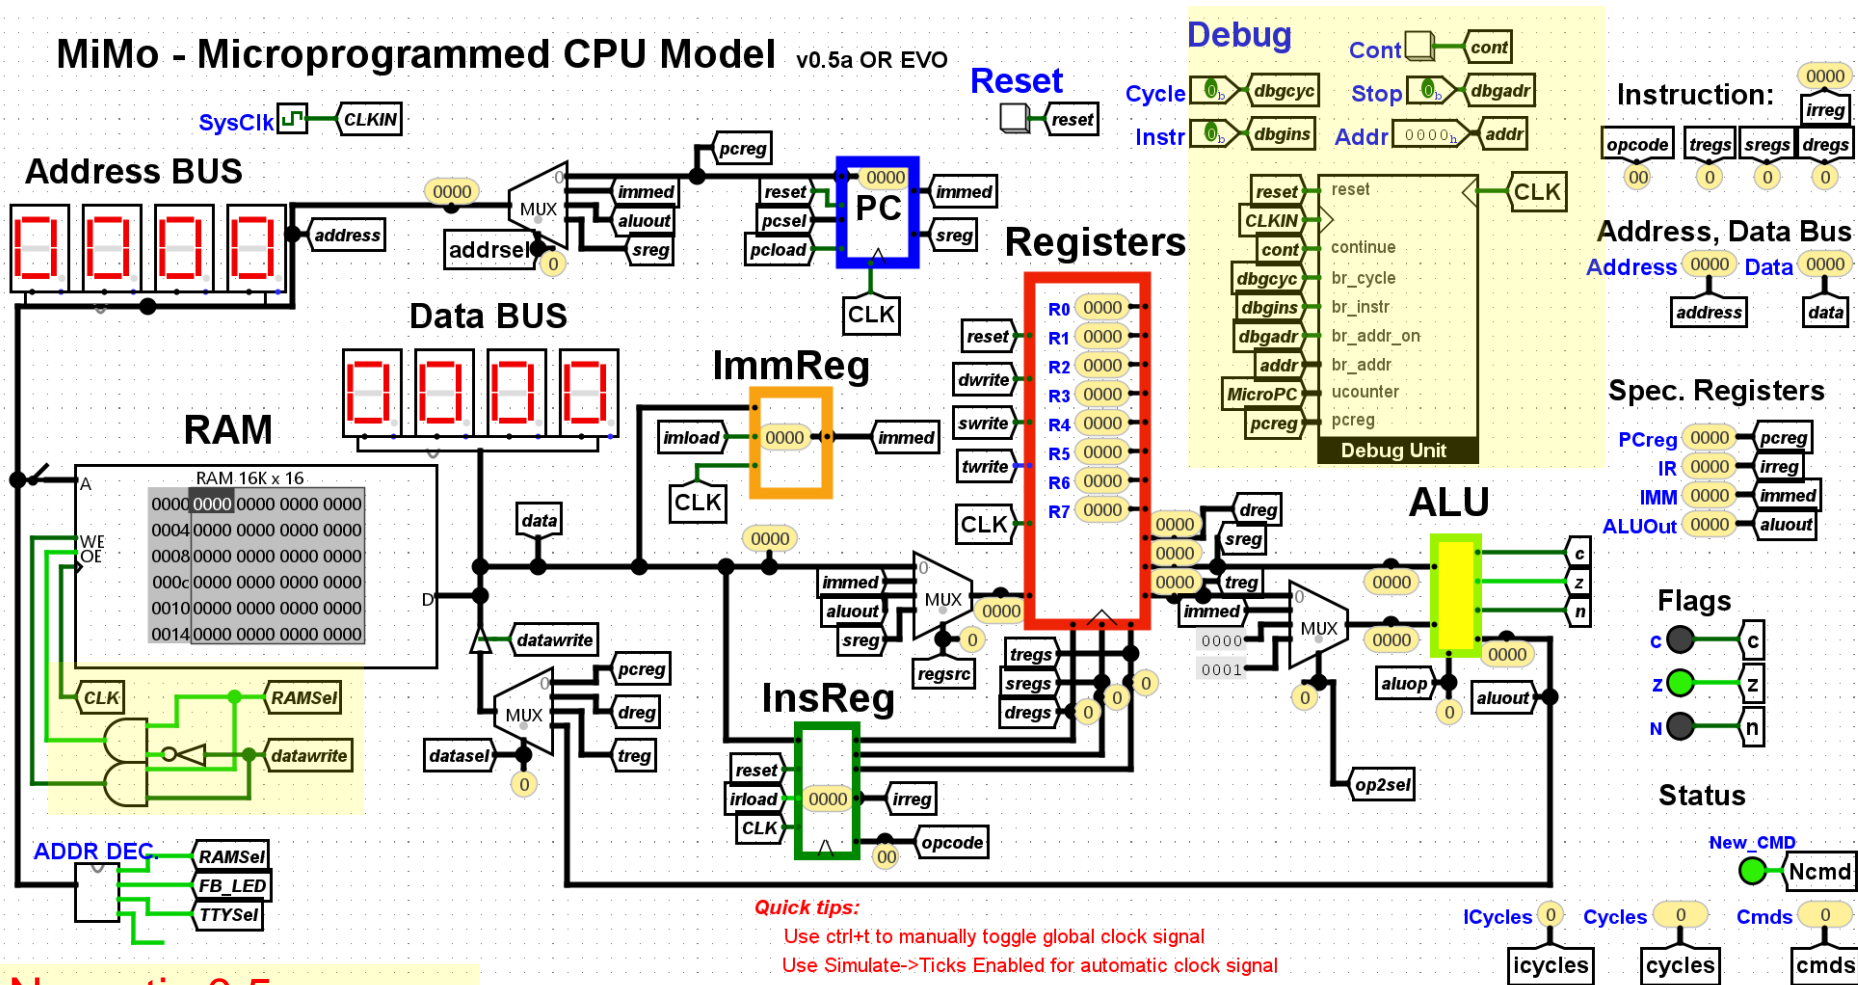 MiMo - Microprogrammed CPU Model v0.5a OR EVO
SysClk CLKIN
Reset
reset
Debug
Cont cont
Cycle 0b dbgcyc
Stop 0b dbgadr
Instr 0b dbgins
Addr 0000h addr
reset
CLKIN
cont
dbgcyc
dbgins
dbgadr
addr
MicroPC
pcreg
reset
continue
br_cycle
br_instr
br_addr_on
br_addr
ucounter
pcreg
CLK
Debug Unit
Instruction:
0000
irreg
opcode tregs sregs dregs
00 0 0 0
Address, Data Bus
Address 0000 Data 0000
address data
Spec. Registers
PCreg 0000 pcreg
IR 0000 irreg
IMM 0000 immed
ALUOut 0000 aluout
Flags
C c
Z z
N n
Status
New_CMD
Ncmd
ICycles 0 Cycles 0 Cmds 0
icycles cycles cmds
Address BUS
0000
address
0000
MUX
0
addrsel
0
immed
aluout
sreg
pcreg
reset
pcsel
pcload
0000
PC
immed
sreg
CLK
Data BUS
0000
RAM
RAM 16K x 16
A
WE
OE
D
0000 0000 0000 0000 0000
0004 0000 0000 0000 0000
0008 0000 0000 0000 0000
000c 0000 0000 0000 0000
0010 0000 0000 0000 0000
0014 0000 0000 0000 0000
CLK
RAMSel
datawrite
ADDR DEC.
RAMSel
FB_LED
TTYSel
data
datawrite
MUX
0
pcreg
dreg
treg
datasel
0
ImmReg
imload
0000
immed
CLK
0000
immed
aluout
sreg
MUX
0
0
regsrc
0000
Registers
R0 0000
R1 0000
R2 0000
R3 0000
R4 0000
R5 0000
R6 0000
R7 0000
reset
dwrite
swrite
twrite
CLK
tregs
sregs
dregs
0
0
0
0000
0000
0000
dreg
sreg
treg
immed
0000
0001
MUX
0
0
op2sel
ALU
0000
0000
0000
c
z
n
aluop
0
aluout
InsReg
reset
irload
CLK
0000
irreg
opcode
00
Quick tips:
Use ctrl+t to manually toggle global clock signal
Use Simulate->Ticks Enabled for automatic clock signal